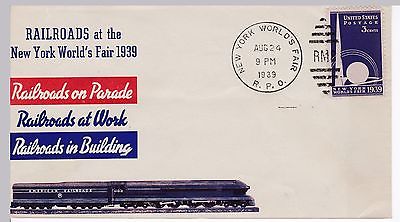 RAILROADS at the
New York World's Fair 1939
Railroads on Parade
Railroads at Work
Railroads in Building
AMERICAN RAILROADS
NEW YORK WORLD'S FAIR
AUG 24
9 PM
1939
R. P. O.
UNITED STATES
POSTAGE
3 CENTS
RM
NEW YORK
WORLD'S FAIR 1939